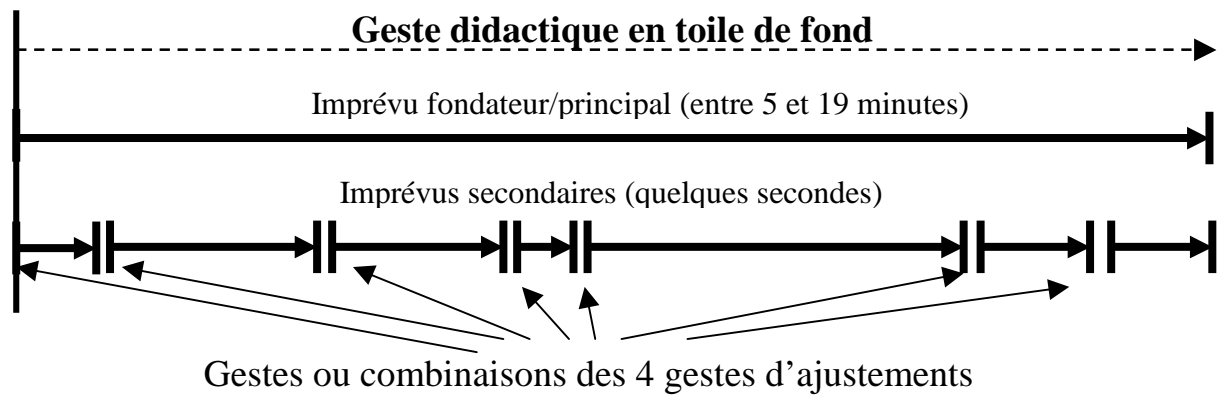 Geste didactique en toile de fond
Imprévu fondateur/principal (entre 5 et 19 minutes)
Imprévus secondaires (quelques secondes)
Gestes ou combinaisons des 4 gestes d’ajustements